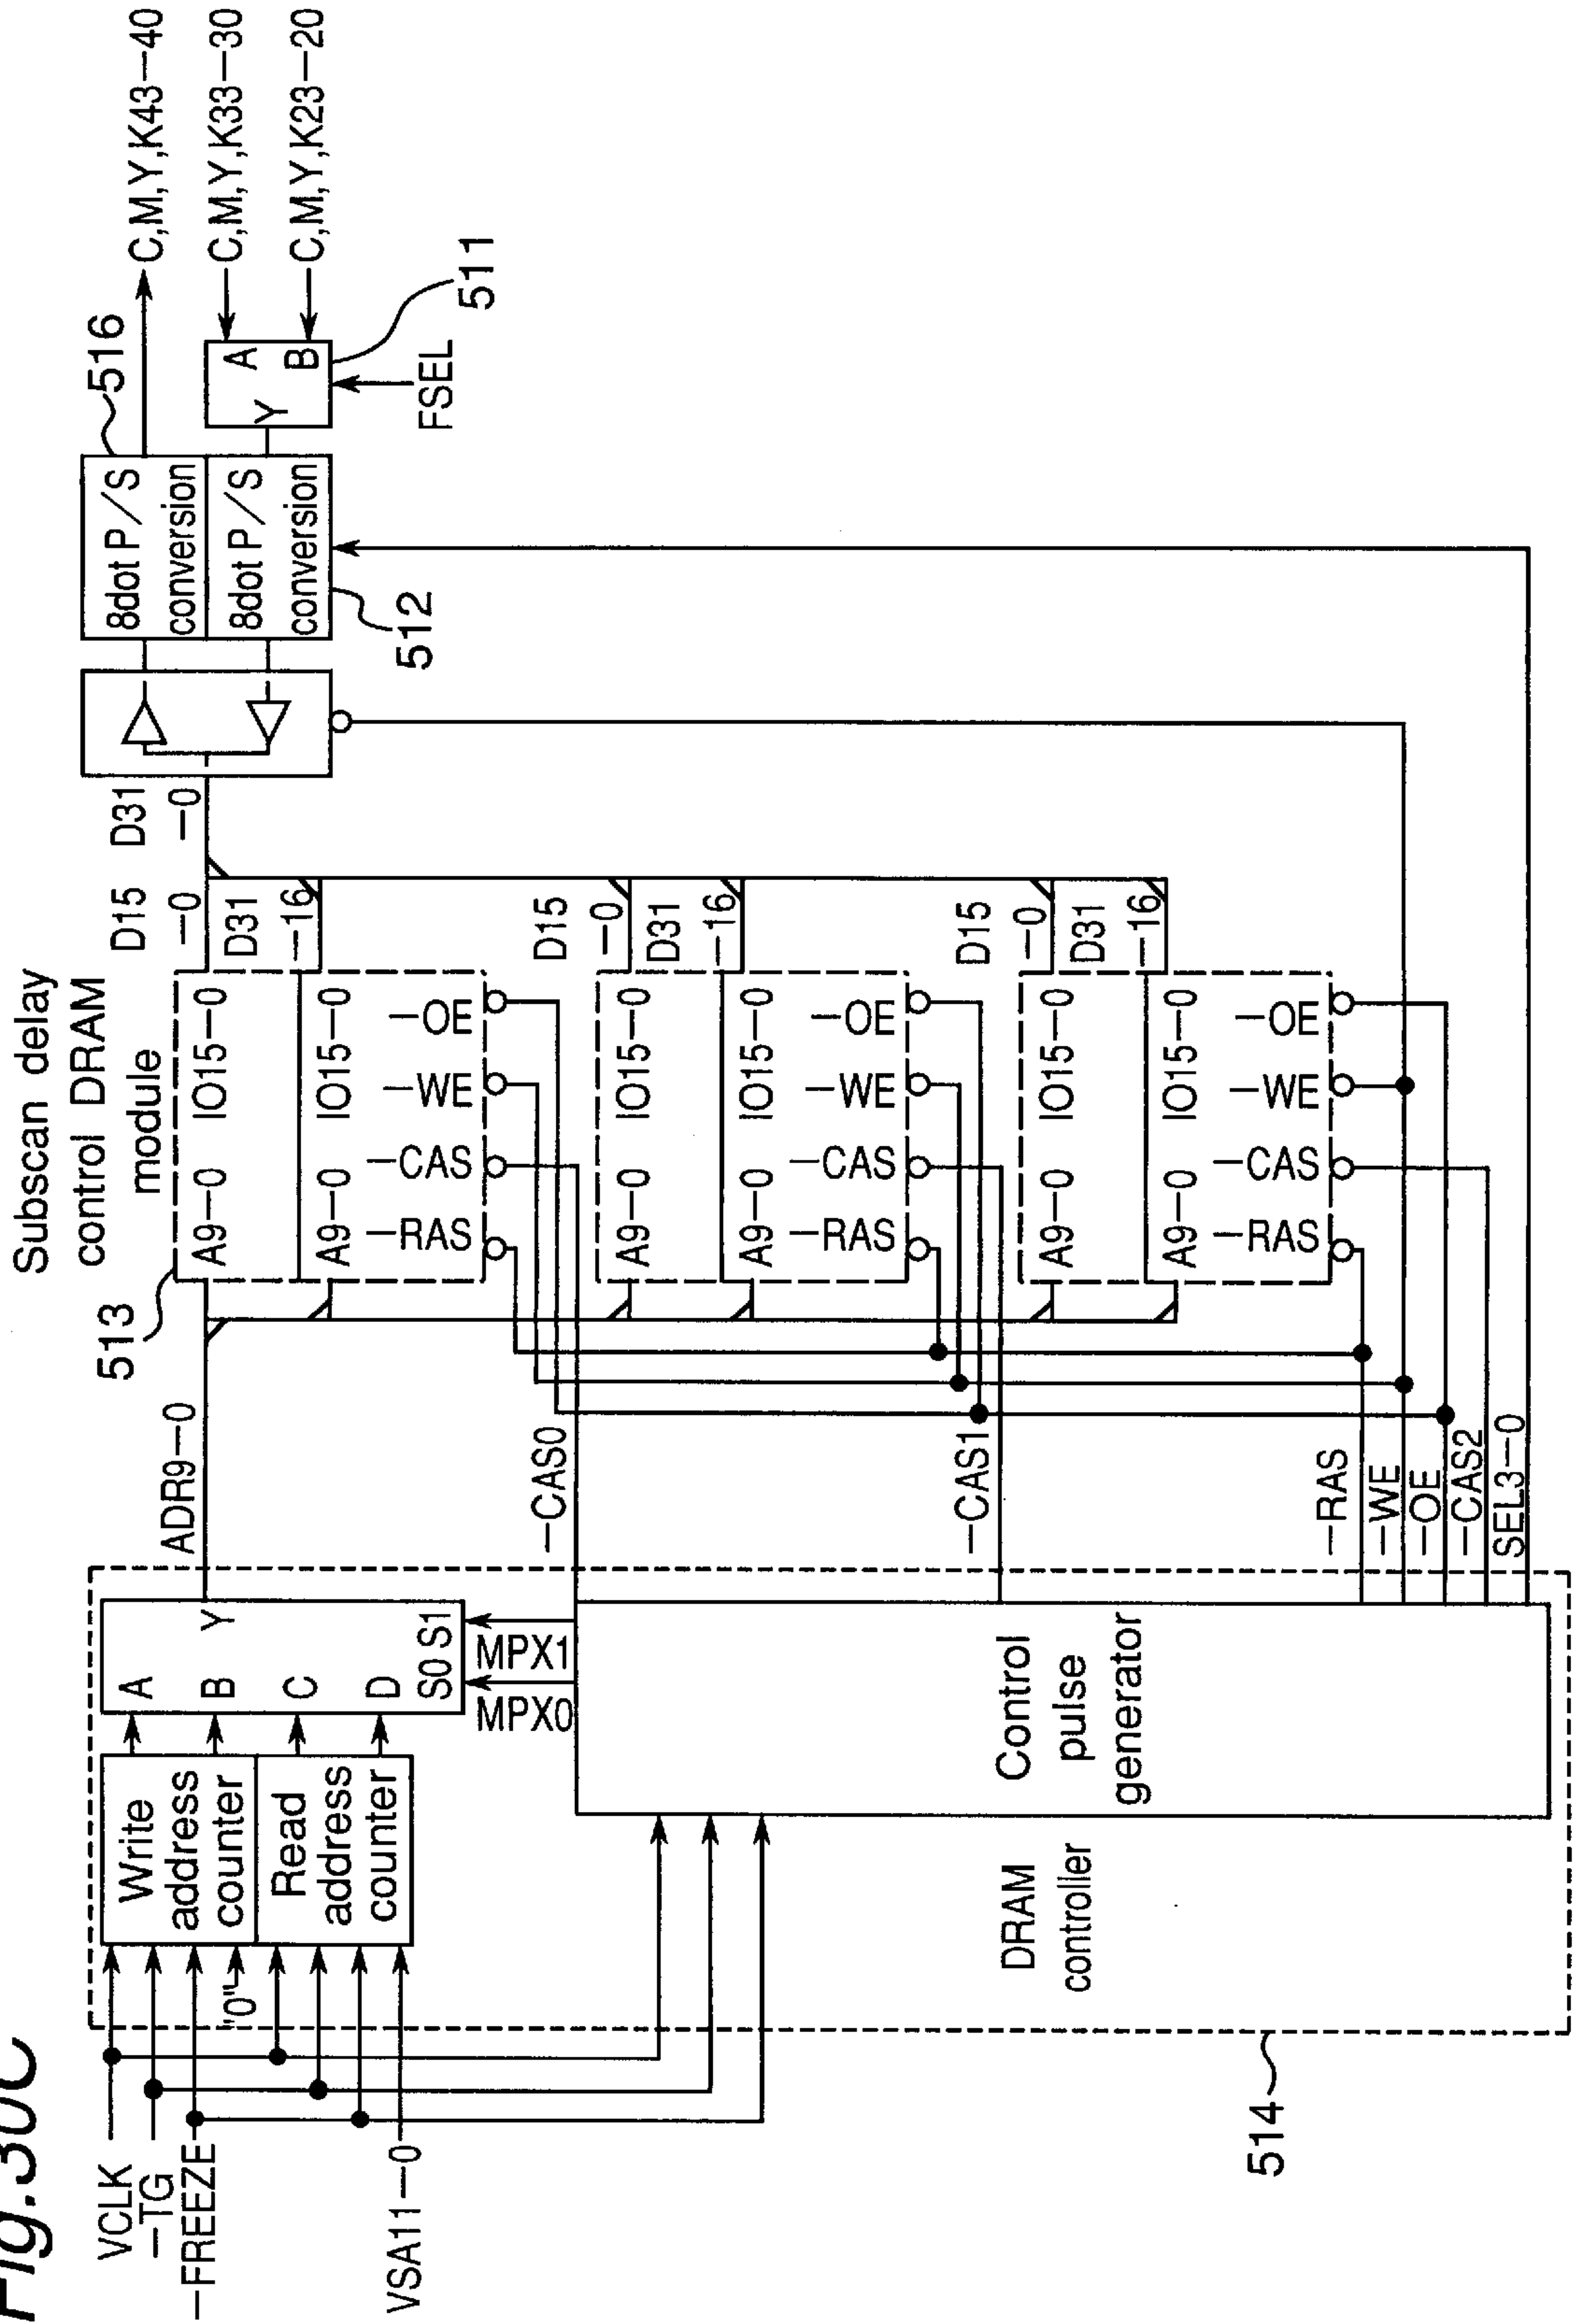 Fig.30C
VCLK
—TG
—FREEZE
VSA11—0
"0"
Write
address
counter
Read
address
counter
A
B
C
D
Y
S0 S1
MPX0
MPX1
Control
pulse
generator
DRAM
controller
514
ADR9—0
—CAS0
—CAS1
—RAS
—WE
—OE
—CAS2
SEL3—0
513
Subscan delay
control DRAM
module
A9—0 IO15—0
A9—0 IO15—0
—RAS —CAS —WE —OE
A9—0 IO15—0
A9—0 IO15—0
—RAS —CAS —WE —OE
A9—0 IO15—0
A9—0 IO15—0
—RAS —CAS —WE —OE
D15
—0
D31
—16
D15
—0
D31
—16
D15
—0
D31
—16
D31
—0
8dot P/S
conversion
8dot P/S
conversion
516
512
Y
A
B
FSEL
511
C,M,Y,K43—40
C,M,Y,K33—30
C,M,Y,K23—20